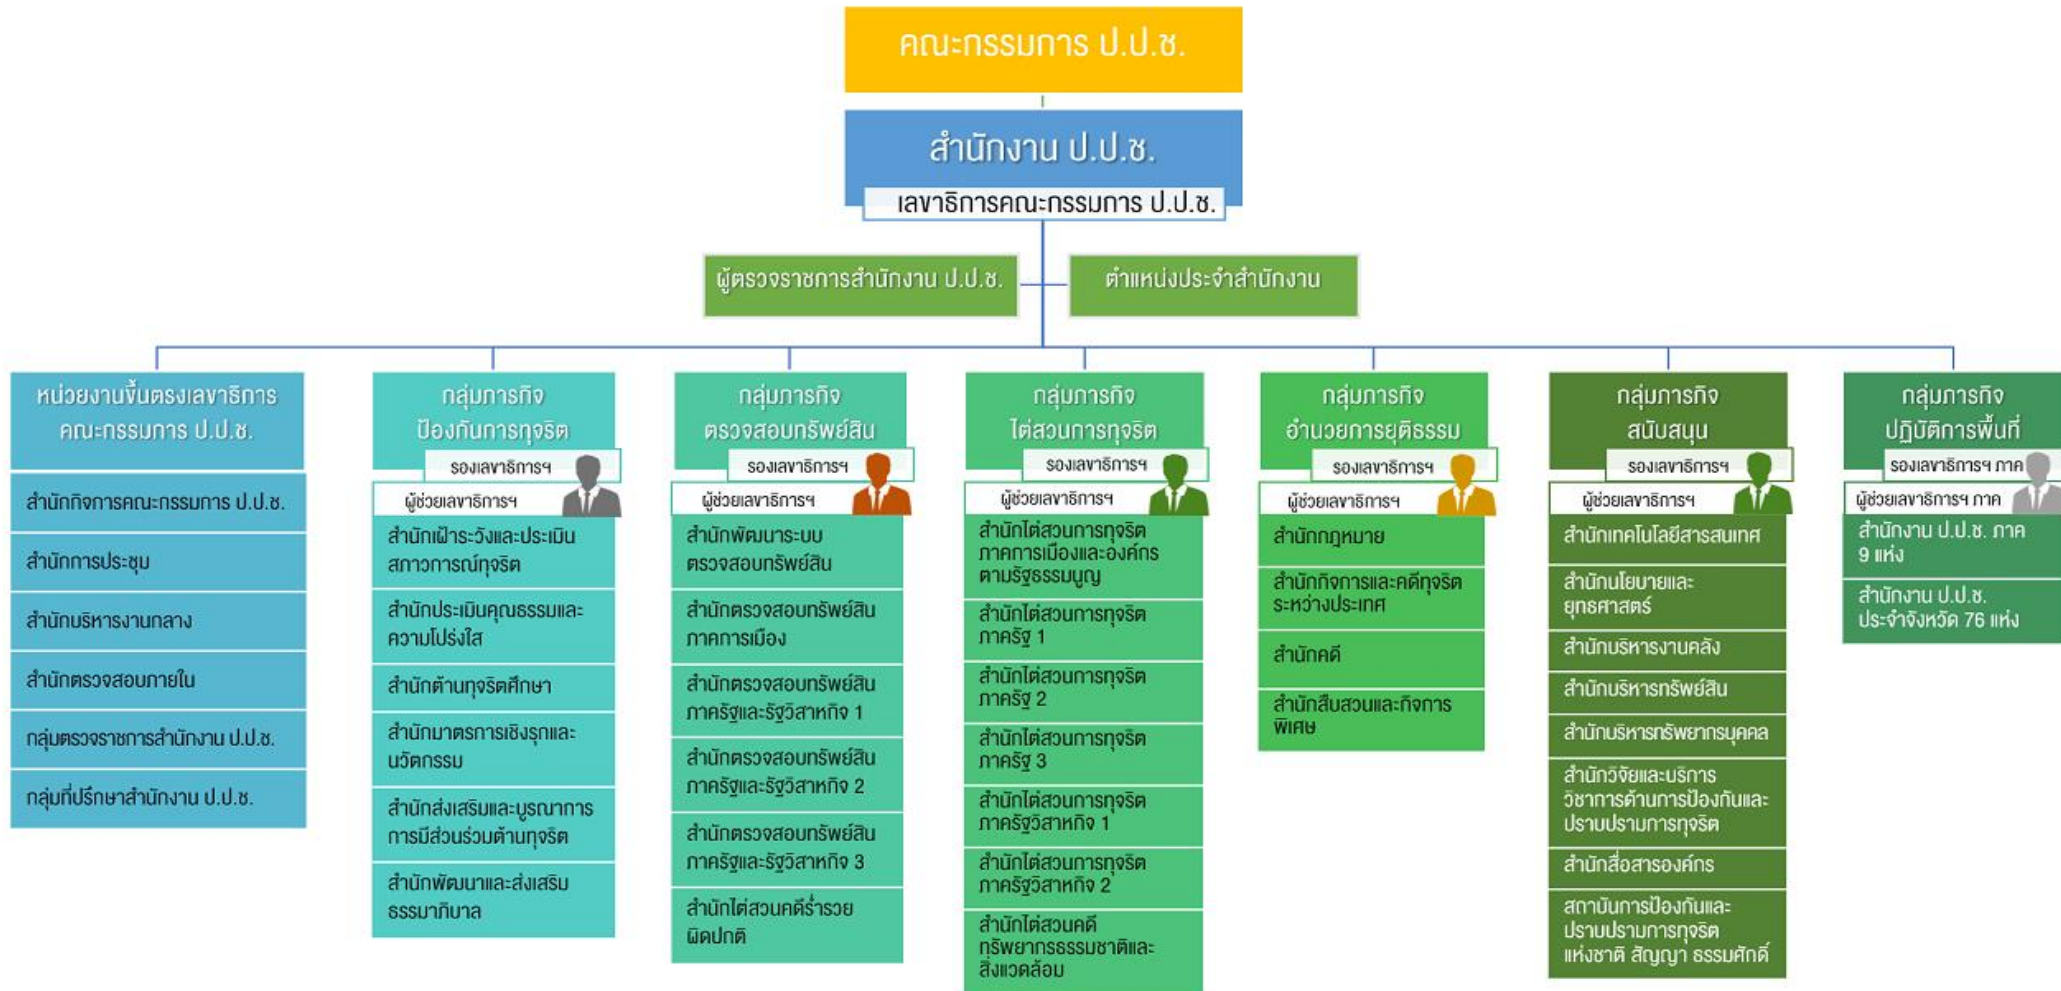 คณะกรรมการ ป.ป.ช.
สำนักงาน ป.ป.ช.
เลขาธิการคณะกรรมการ ป.ป.ช.
ผู้ตรวจราชการสำนักงาน ป.ป.ช.
ตำแหน่งประจำสำนักงาน
หน่วยงานขึ้นตรงเลขาธิการ
คณะกรรมการ ป.ป.ช.
สำนักกิจการคณะกรรมการ ป.ป.ช.
สำนักการประชุม
สำนักบริหารงานกลาง
สำนักตรวจสอบภายใน
กลุ่มตรวจราชการสำนักงาน ป.ป.ช.
กลุ่มที่ปรึกษาสำนักงาน ป.ป.ช.
กลุ่มภารกิจ
ป้องกันการทุจริต
รองเลขาธิการฯ
ผู้ช่วยเลขาธิการฯ
สำนักเฝ้าระวังและประเมิน
สภาวการณ์ทุจริต
สำนักประเมินคุณธรรมและ
ความโปร่งใส
สำนักต้านทุจริตศึกษา
สำนักมาตรการเชิงรุกและ
นวัตกรรม
สำนักส่งเสริมและบูรณาการ
การมีส่วนร่วมต้านทุจริต
สำนักพัฒนาและส่งเสริม
ธรรมาภิบาล
กลุ่มภารกิจ
ตรวจสอบทรัพย์สิน
รองเลขาธิการฯ
ผู้ช่วยเลขาธิการฯ
สำนักพัฒนาระบบ
ตรวจสอบทรัพย์สิน
สำนักตรวจสอบทรัพย์สิน
ภาคการเมือง
สำนักตรวจสอบทรัพย์สิน
ภาครัฐและรัฐวิสาหกิจ 1
สำนักตรวจสอบทรัพย์สิน
ภาครัฐและรัฐวิสาหกิจ 2
สำนักตรวจสอบทรัพย์สิน
ภาครัฐและรัฐวิสาหกิจ 3
สำนักไต่สวนคดีร่ำรวย
ผิดปกติ
กลุ่มภารกิจ
ไต่สวนการทุจริต
รองเลขาธิการฯ
ผู้ช่วยเลขาธิการฯ
สำนักไต่สวนการทุจริต
ภาคการเมืองและองค์กร
ตามรัฐธรรมนูญ
สำนักไต่สวนการทุจริต
ภาครัฐ 1
สำนักไต่สวนการทุจริต
ภาครัฐ 2
สำนักไต่สวนการทุจริต
ภาครัฐ 3
สำนักไต่สวนการทุจริต
ภาครัฐวิสาหกิจ 1
สำนักไต่สวนการทุจริต
ภาครัฐวิสาหกิจ 2
สำนักไต่สวนคดี
ทรัพยากรธรรมชาติและ
สิ่งแวดล้อม
กลุ่มภารกิจ
อำนวยการยุติธรรม
รองเลขาธิการฯ
ผู้ช่วยเลขาธิการฯ
สำนักกฎหมาย
สำนักกิจการและคดีทุจริต
ระหว่างประเทศ
สำนักคดี
สำนักสืบสวนและกิจการ
พิเศษ
กลุ่มภารกิจ
สนับสนุน
รองเลขาธิการฯ
ผู้ช่วยเลขาธิการฯ
สำนักเทคโนโลยีสารสนเทศ
สำนักนโยบายและ
ยุทธศาสตร์
สำนักบริหารงานคลัง
สำนักบริหารทรัพย์สิน
สำนักบริหารทรัพยากรบุคคล
สำนักวิจัยและบริการ
วิชาการด้านการป้องกันและ
ปราบปรามการทุจริต
สำนักสื่อสารองค์กร
สถาบันการป้องกันและ
ปราบปรามการทุจริต
แห่งชาติ สัญญา ธรรมศักดิ์
กลุ่มภารกิจ
ปฏิบัติการพื้นที่
รองเลขาธิการฯ ภาค
ผู้ช่วยเลขาธิการฯ ภาค
สำนักงาน ป.ป.ช. ภาค
9 แห่ง
สำนักงาน ป.ป.ช.
ประจำจังหวัด 76 แห่ง